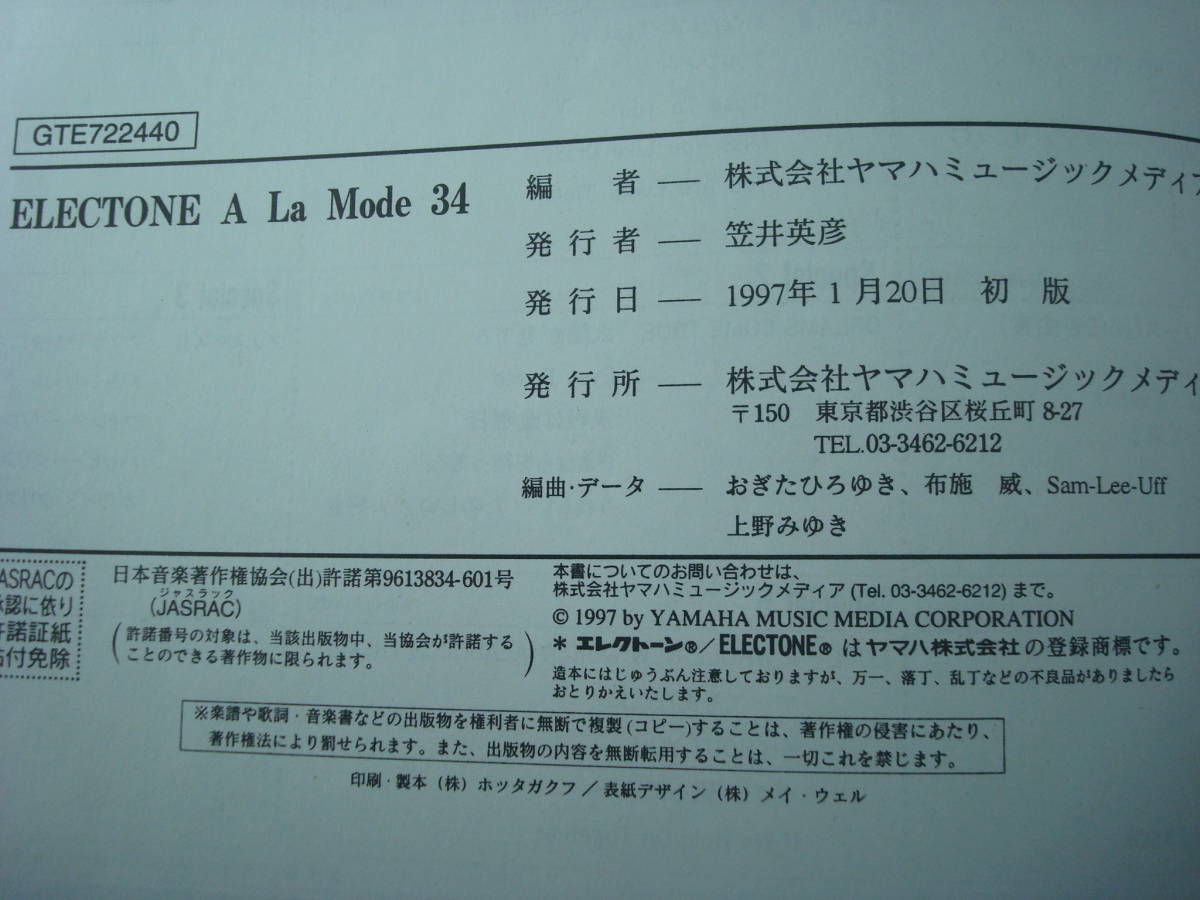 GTE722440
ELECTONE A La Mode 34
編　者 — 株式会社ヤマハミュージックメディア
発行者 — 笠井英彦
発行日 — 1997年1月20日　初　版
発行所 — 株式会社ヤマハミュージックメディ
〒150　東京都渋谷区桜丘町 8-27
TEL.03-3462-6212
編曲・データ — おぎたひろゆき、布施　威、Sam-Lee-Uff
上野みゆき
ASRACの
承認に依り
許諾証紙
貼付免除
日本音楽著作権協会(出)許諾第9613834-601号
ジャスラック
(JASRAC)
(許諾番号の対象は、当該出版物中、当協会が許諾する
ことのできる著作物に限られます。)
本書についてのお問い合わせは、
株式会社ヤマハミュージックメディア (Tel. 03-3462-6212) まで。
© 1997 by YAMAHA MUSIC MEDIA CORPORATION
＊エレクトーン®/ELECTONE®はヤマハ株式会社の登録商標です。
造本にはじゅうぶん注意しておりますが、万一、落丁、乱丁などの不良品がありましたら
おとりかえいたします。
※楽譜や歌詞・音楽書などの出版物を権利者に無断で複製(コピー)することは、著作権の侵害にあたり、
著作権法により罰せられます。また、出版物の内容を無断転用することは、一切これを禁じます。
印刷・製本（株）ホッタガクフ / 表紙デザイン（株）メイ・ウェル